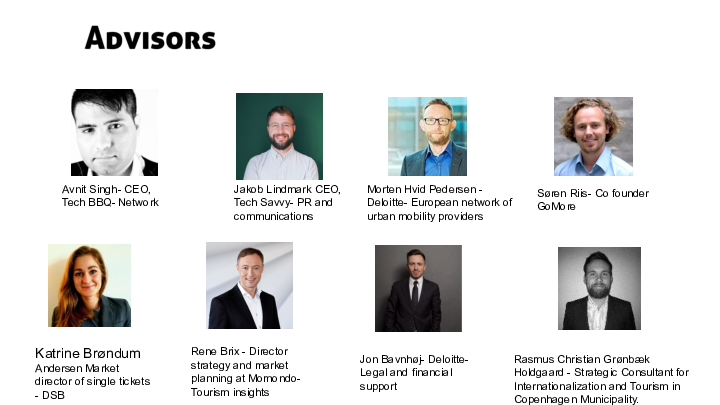 ADVISORS
Avnit Singh- CEO,
Tech BBQ- Network
Jakob Lindmark CEO,
Tech Savvy- PR and
communications
Morten Hvid Pedersen -
Deloitte- European network of
urban mobility providers
Søren Riis- Co founder
GoMore
Katrine Brøndum
Andersen Market
director of single tickets
- DSB
Rene Brix - Director
strategy and market
planning at Momondo-
Tourism insights
Jon Bavnhøj- Deloitte-
Legal and financial
support
Rasmus Christian Grønbæk
Holdgaard - Strategic Consultant for
Internationalization and Tourism in
Copenhagen Municipality.